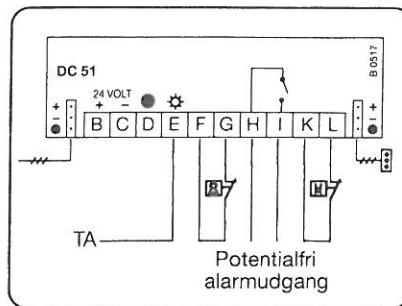 DC 51
B 0517
24 VOLT
+ − + − + −
B C D E F G H I K L
TA
Potentialfri
alarmudgang